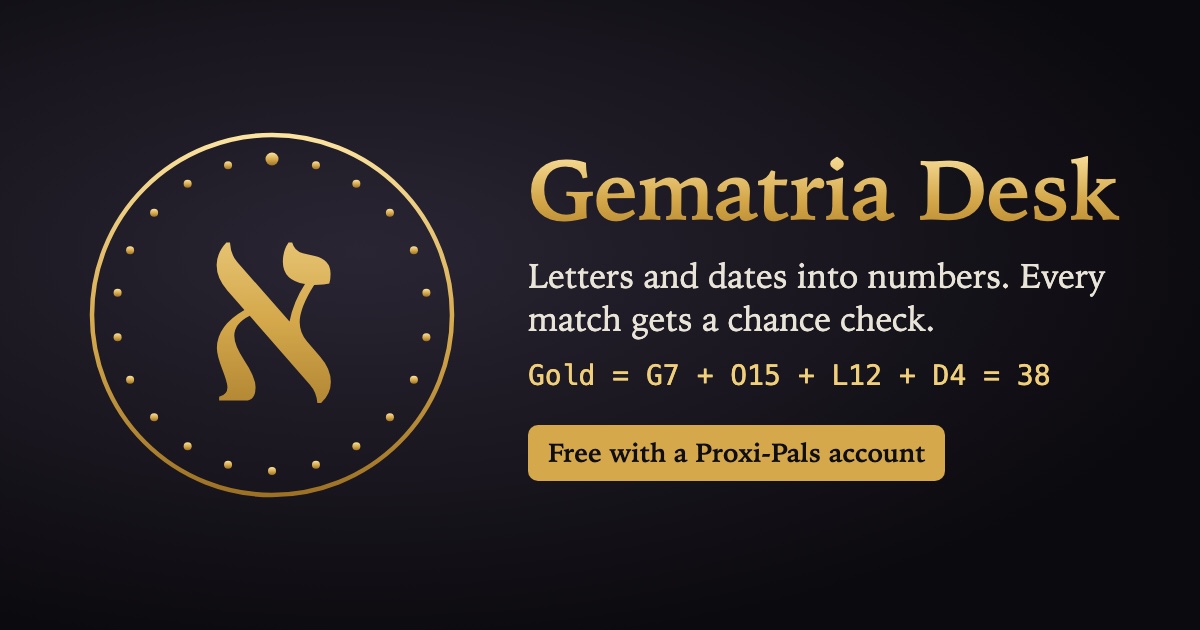 א
Gematria Desk
Letters and dates into numbers. Every
match gets a chance check.
Gold = G7 + O15 + L12 + D4 = 38
Free with a Proxi-Pals account